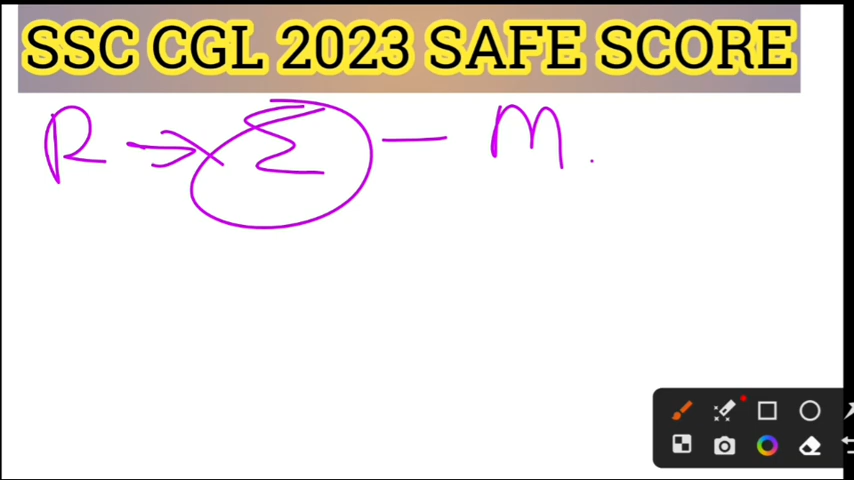 SSC CGL 2023 SAFE SCORE
R → Σ — M.